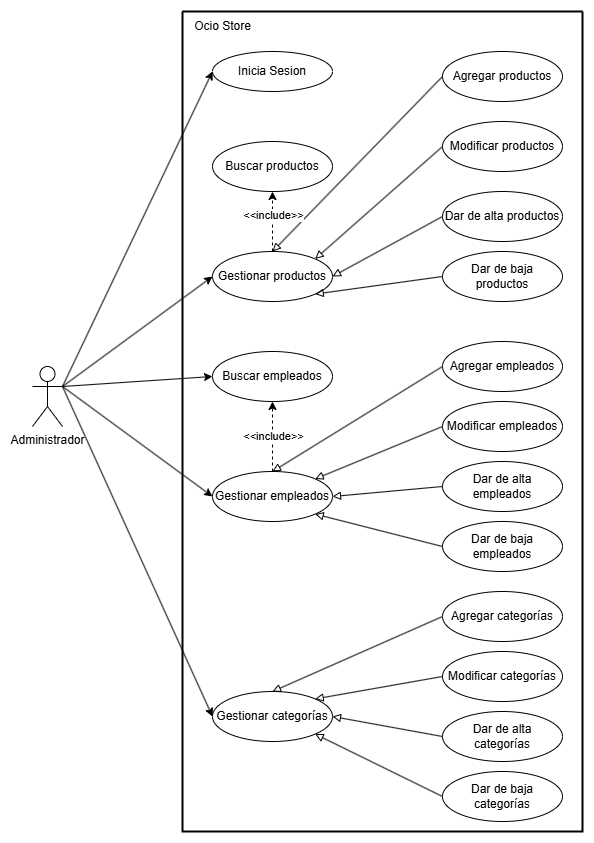 Ocio Store
Inicia Sesion
Agregar productos
Modificar productos
Buscar productos
<<include>>
Dar de alta productos
Gestionar productos
Dar de baja
productos
Administrador
Buscar empleados
Agregar empleados
<<include>>
Modificar empleados
Gestionar empleados
Dar de alta
empleados
Dar de baja
empleados
Agregar categorías
Modificar categorías
Gestionar categorías
Dar de alta
categorías
Dar de baja
categorías